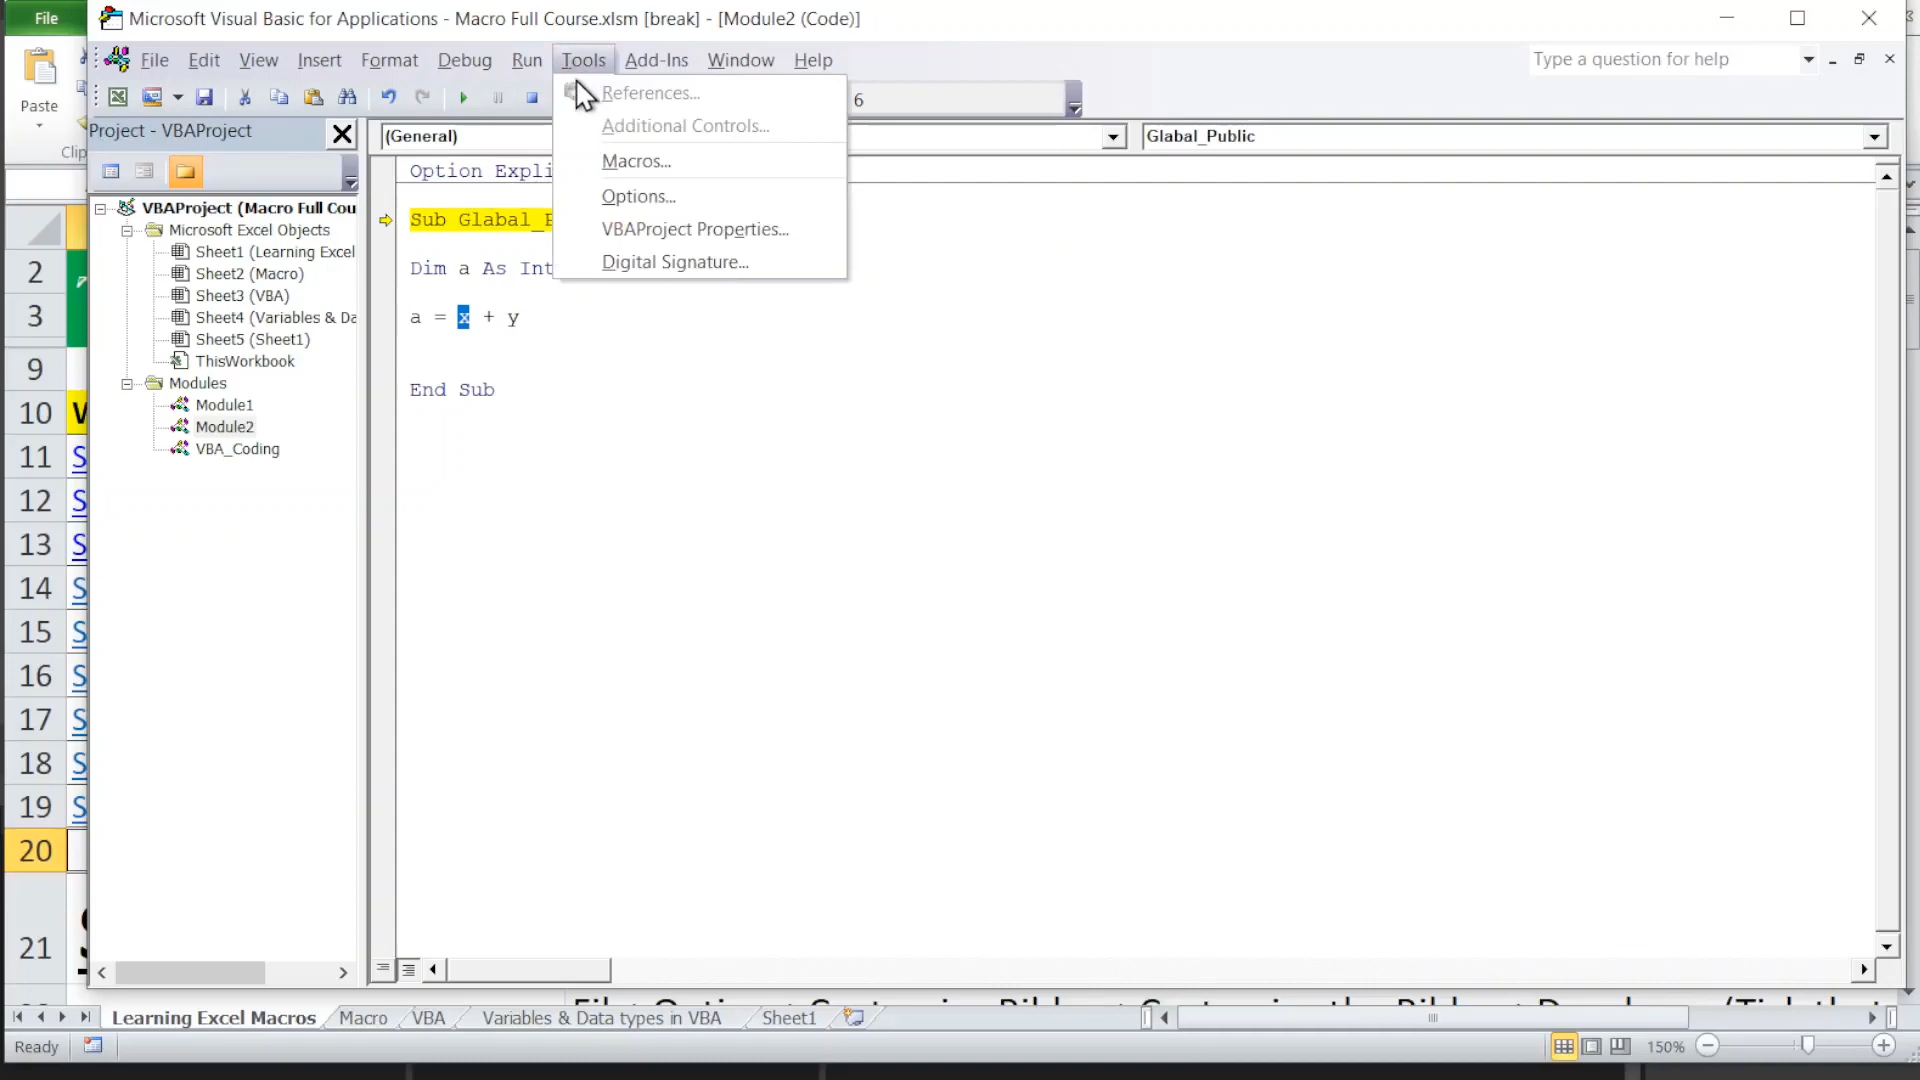 File
Microsoft Visual Basic for Applications - Macro Full Course.xlsm [break] - [Module2 (Code)]
File Edit View Insert Format Debug Run Tools Add-Ins Window Help
Type a question for help
Paste
6
References...
Additional Controls...
Macros...
Options...
VBAProject Properties...
Digital Signature...
Project - VBAProject
(General)
Glabal_Public
Clip
VBAProject (Macro Full Cou
Microsoft Excel Objects
Sheet1 (Learning Excel
Sheet2 (Macro)
Sheet3 (VBA)
Sheet4 (Variables & Da
Sheet5 (Sheet1)
ThisWorkbook
Modules
Module1
Module2
VBA_Coding
Option Expli
Sub Glabal_
Dim a As Int
a = x + y
End Sub
2
3
9
10 V
11 S
12 S
13 S
14 S
15 S
16 S
17 S
18 S
19 S
20
21
Learning Excel Macros Macro VBA Variables & Data types in VBA Sheet1
Ready
150%